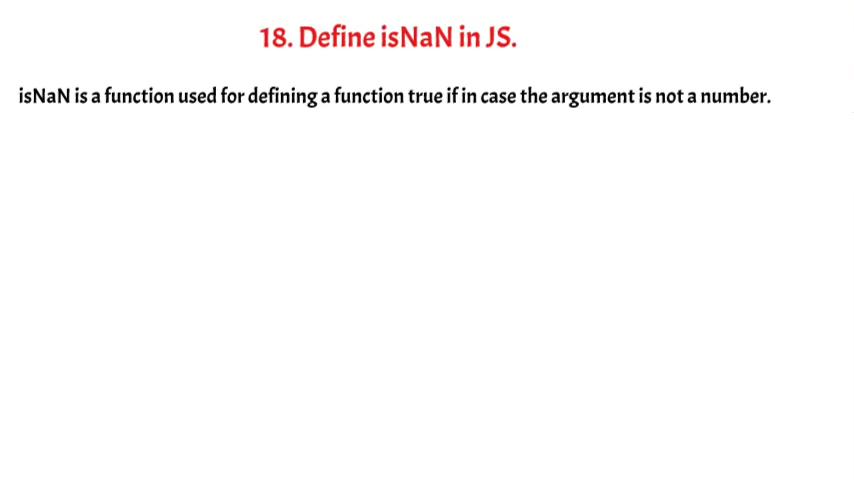 18. Define isNaN in JS.
isNaN is a function used for defining a function true if in case the argument is not a number.